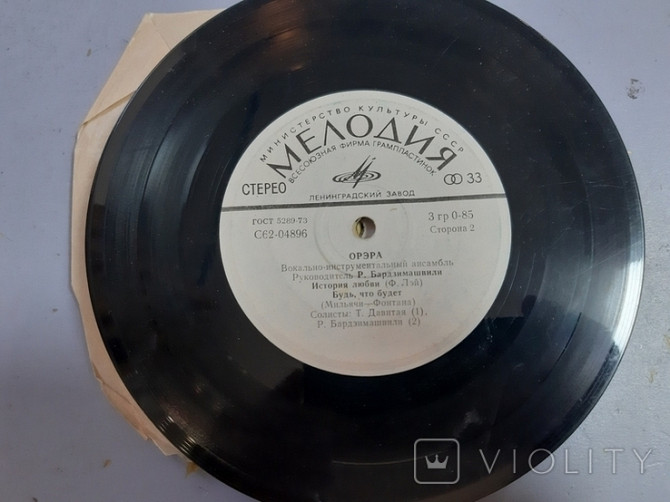 МИНИСТЕРСТВО КУЛЬТУРЫ СССР
МЕЛОДИЯ
ВСЕСОЮЗНАЯ ФИРМА ГРАМПЛАСТИНОК
СТЕРЕО
33
ЛЕНИНГРАДСКИЙ ЗАВОД
ГОСТ 5289-73
3 гр 0-85
С62-04896
Сторона 2
ОРЭРА
Вокально-инструментальный ансамбль
Руководитель Р. Бардзимашвили
История любви (Ф. Лэй)
Будь, что будет
(Мильячи—Фонтана)
Солисты: Т. Давитая (1),
Р. Бардзимашвили (2)
VIOLITY